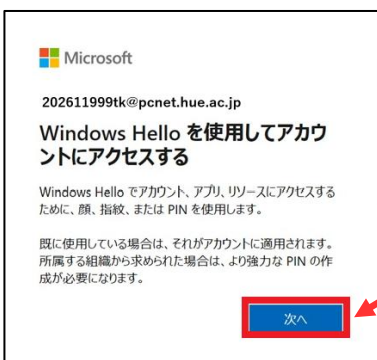 Microsoft
202611999tk@pcnet.hue.ac.jp
Windows Hello を使用してアカウ
ントにアクセスする
Windows Hello でアカウント、アプリ、リソースにアクセスする
ために、顔、指紋、または PIN を使用します。
既に使用している場合は、それがアカウントに適用されます。
所属する組織から求められた場合は、より強力な PIN の作
成が必要になります。
次へ